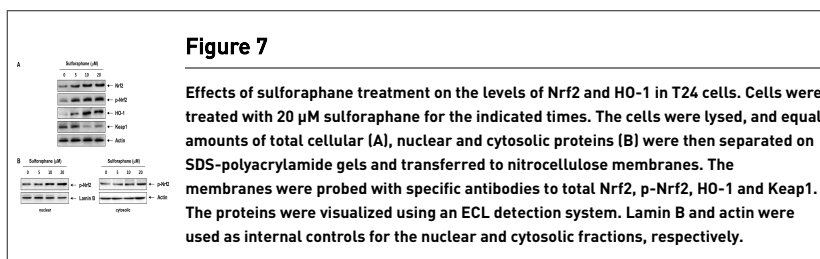 Figure 7
Effects of sulforaphane treatment on the levels of Nrf2 and HO-1 in T24 cells. Cells were
treated with 20 µM sulforaphane for the indicated times. The cells were lysed, and equal
amounts of total cellular (A), nuclear and cytosolic proteins (B) were then separated on
SDS-polyacrylamide gels and transferred to nitrocellulose membranes. The
membranes were probed with specific antibodies to total Nrf2, p-Nrf2, HO-1 and Keap1.
The proteins were visualized using an ECL detection system. Lamin B and actin were
used as internal controls for the nuclear and cytosolic fractions, respectively.
A
Sulforaphane (µM)
0 5 10 20
← Nrf2
← p-Nrf2
← HO-1
← Keap1
← Actin
B
Sulforaphane (µM) Sulforaphane (µM)
0 5 10 20 0 5 10 20
← p-Nrf2 ← p-Nrf2
← Lamin B ← Actin
nuclear cytosolic